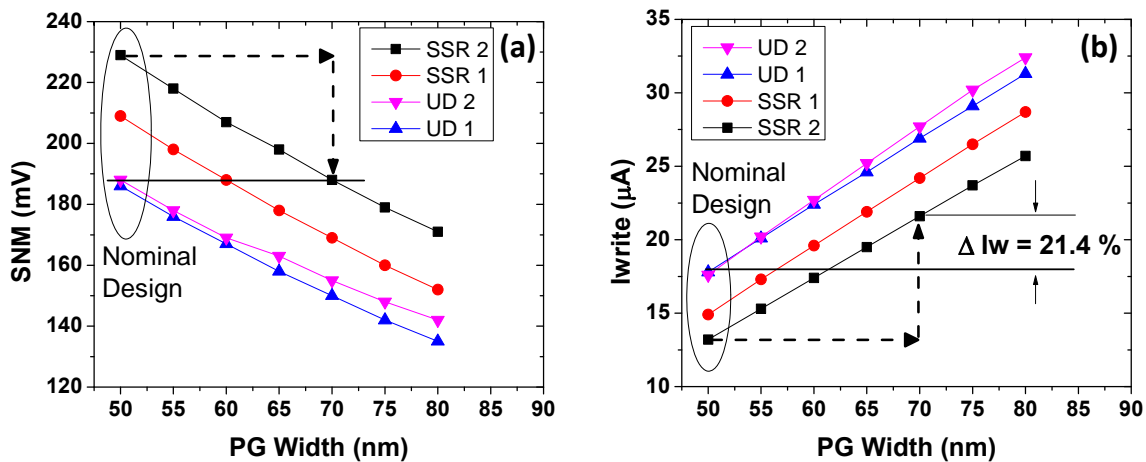 (a)
SSR 2
SSR 1
UD 2
UD 1
Nominal
Design
SNM (mV)
240
220
200
180
160
140
120
50 55 60 65 70 75 80 85 90
PG Width (nm)
(b)
UD 2
UD 1
SSR 1
SSR 2
Nominal
Design
Δ Iw = 21.4 %
Iwrite (μA)
35
30
25
20
15
10
50 55 60 65 70 75 80 85 90
PG Width (nm)